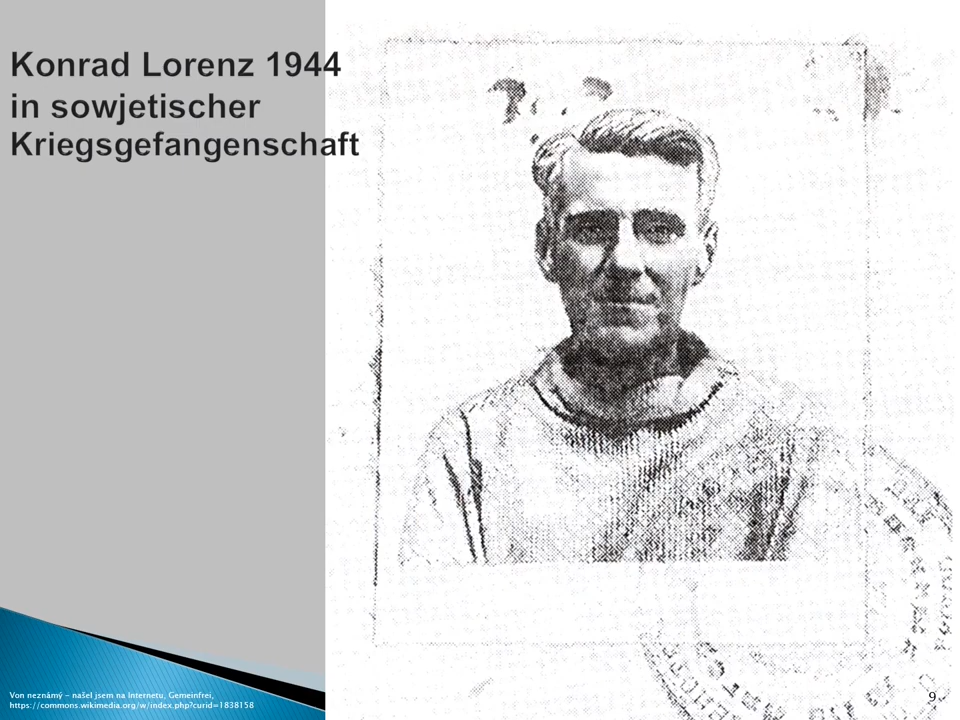 Konrad Lorenz 1944
in sowjetischer
Kriegsgefangenschaft
Von neznámý – našel jsem na Internetu, Gemeinfrei,
https://commons.wikimedia.org/w/index.php?curid=1838158
9